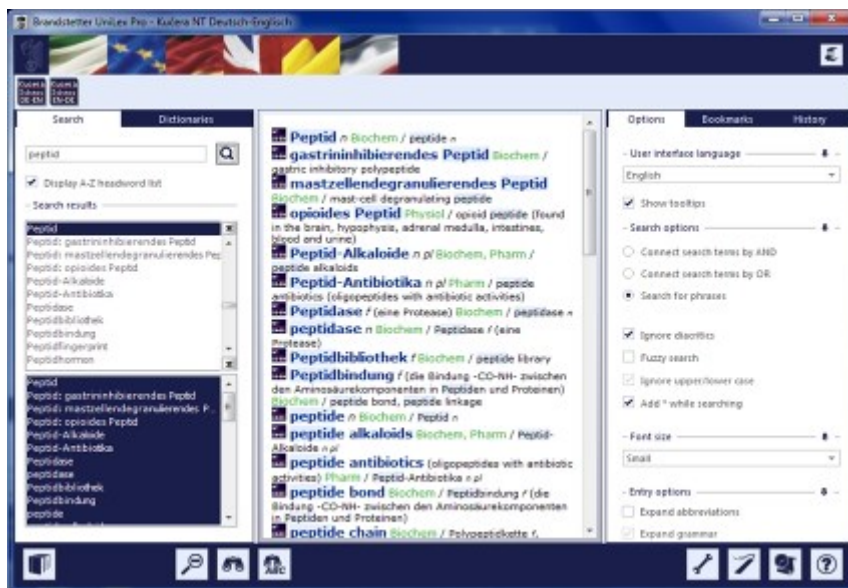 Brandstetter UniLex Pro - Kučera NT Deutsch-Englisch
DE-EN
EN-DE
Search
Dictionaries
peptid
Display A-Z headword list
Search results
Peptid
Peptid: gastrininhibierendes Peptid
Peptid: mastzellendegranulierendes Pep
Peptid: opioides Peptid
Peptid-Alkaloide
Peptid-Antibiotika
Peptidase
Peptidbibliothek
Peptidbindung
Peptidfingerprint
Peptidhormon
Peptid
Peptid: gastrininhibierendes Peptid
Peptid: mastzellendegranulierendes P...
Peptid: opioides Peptid
Peptid-Alkaloide
Peptid-Antibiotika
Peptidase
peptidase
Peptidbibliothek
Peptidbindung
peptide
Peptid n Biochem / peptide n
gastrininhibierendes Peptid Biochem /
gastric inhibitory polypeptide
mastzellendegranulierendes Peptid
Biochem / mast-cell degranulating peptide
opioides Peptid Physiol / opioid peptide (found
in the brain, hypophysis, adrenal medulla, intestines,
blood and urine)
Peptid-Alkaloide n pl Biochem, Pharm /
peptide alkaloids
Peptid-Antibiotika n pl Pharm / peptide
antibiotics (oligopeptides with antibiotic activities)
Peptidase f (eine Protease) Biochem / peptidase n
peptidase n Biochem / Peptidase f (eine
Protease)
Peptidbibliothek f Biochem / peptide library
Peptidbindung f (die Bindung -CO-NH- zwischen
den Aminosäurekomponenten in Peptiden und Proteinen)
Biochem / peptide bond, peptide linkage
peptide n Biochem / Peptid n
peptide alkaloids Biochem, Pharm / Peptid-
Alkaloide n pl
peptide antibiotics (oligopeptides with antibiotic
activities) Pharm / Peptid-Antibiotika n pl
peptide bond Biochem / Peptidbindung f (die
Bindung -CO-NH- zwischen den Aminosäurekomponenten
in Peptiden und Proteinen)
peptide chain Biochem / Polypeptidkette f,
Options
Bookmarks
History
User interface language
English
Show tooltips
Search options
Connect search terms by AND
Connect search terms by OR
Search for phrases
Ignore diacritics
Fuzzy search
Ignore upper/lower case
Add * while searching
Font size
Small
Entry options
Expand abbreviations
Expand grammar